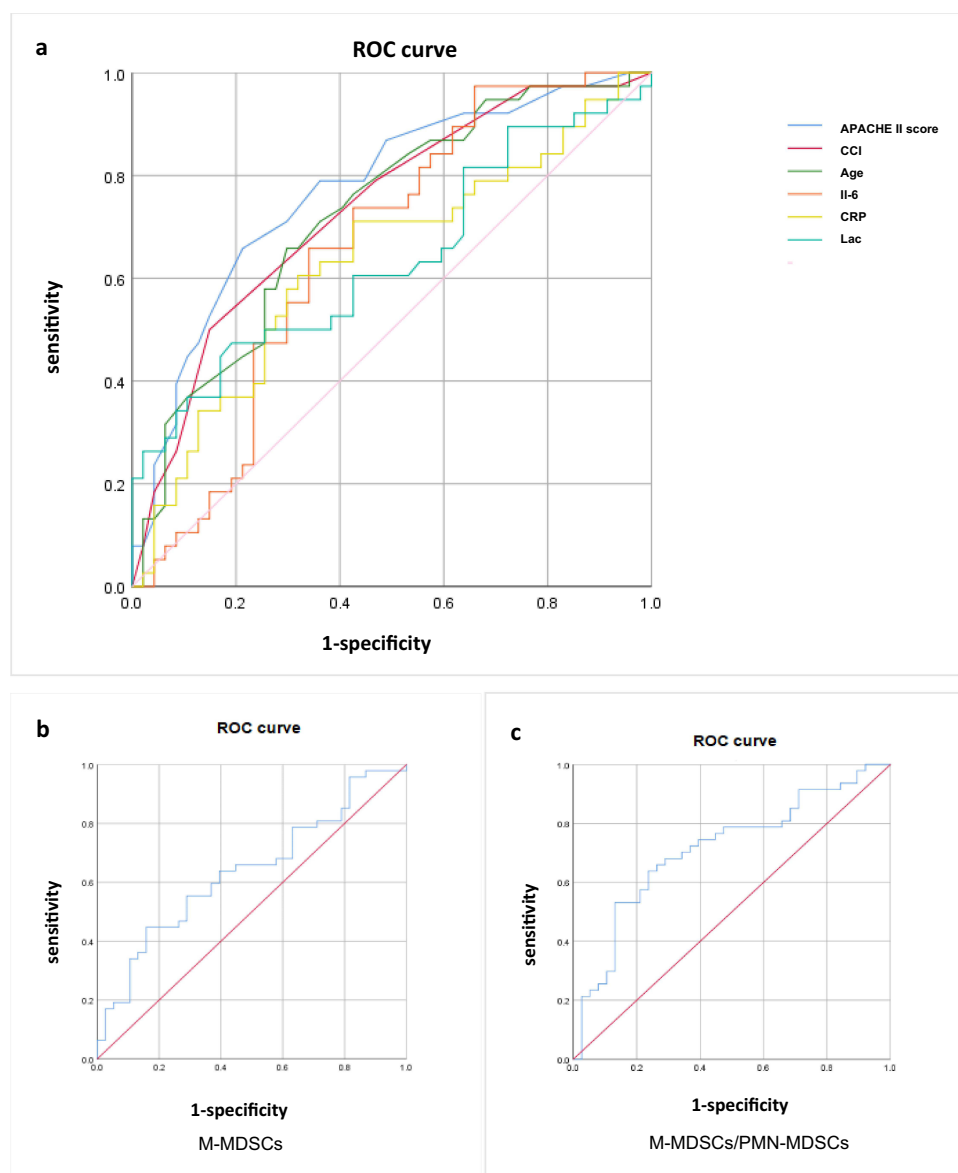 a
ROC curve
1.0
0.8
0.6
0.4
0.2
0.0
sensitivity
0.0 0.2 0.4 0.6 0.8 1.0
1-specificity
APACHE II score
CCI
Age
Il-6
CRP
Lac
b
ROC curve
1.0
0.8
0.6
0.4
0.2
0.0
sensitivity
0.0 0.2 0.4 0.6 0.8 1.0
1-specificity
M-MDSCs
c
ROC curve
1.0
0.8
0.6
0.4
0.2
0.0
sensitivity
0.0 0.2 0.4 0.6 0.8 1.0
1-specificity
M-MDSCs/PMN-MDSCs